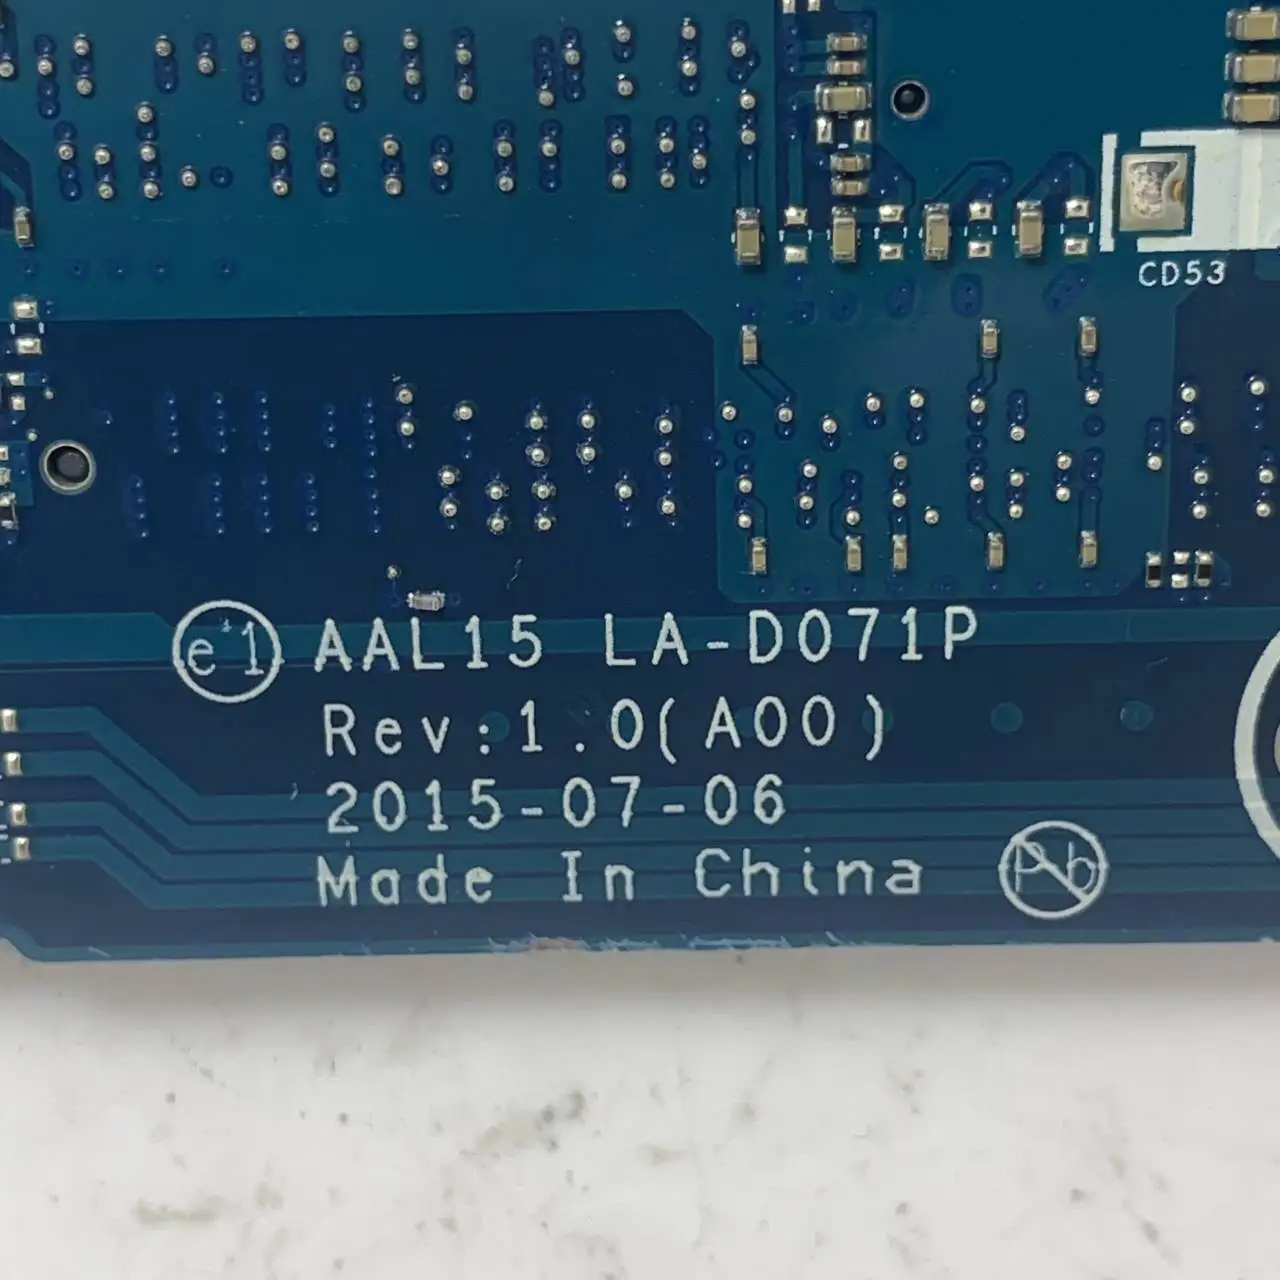 CD53
e1 AAL15 LA-D071P
Rev:1.0(A00)
2015-07-06
Made In China
Pb